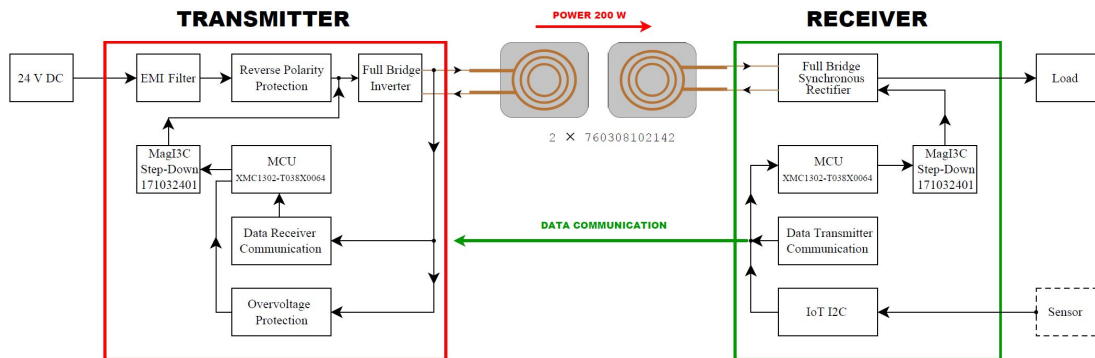 TRANSMITTER
POWER 200 W
RECEIVER
24 V DC
EMI Filter
Reverse Polarity
Protection
Full Bridge
Inverter
Full Bridge
Synchronous
Rectifier
Load
2 × 760308102142
MagI3C
Step-Down
171032401
MCU
XMC1302-T038X0064
MCU
XMC1302-T038X0064
MagI3C
Step-Down
171032401
Data Receiver
Communication
DATA COMMUNICATION
Data Transmitter
Communication
Overvoltage
Protection
IoT I2C
Sensor